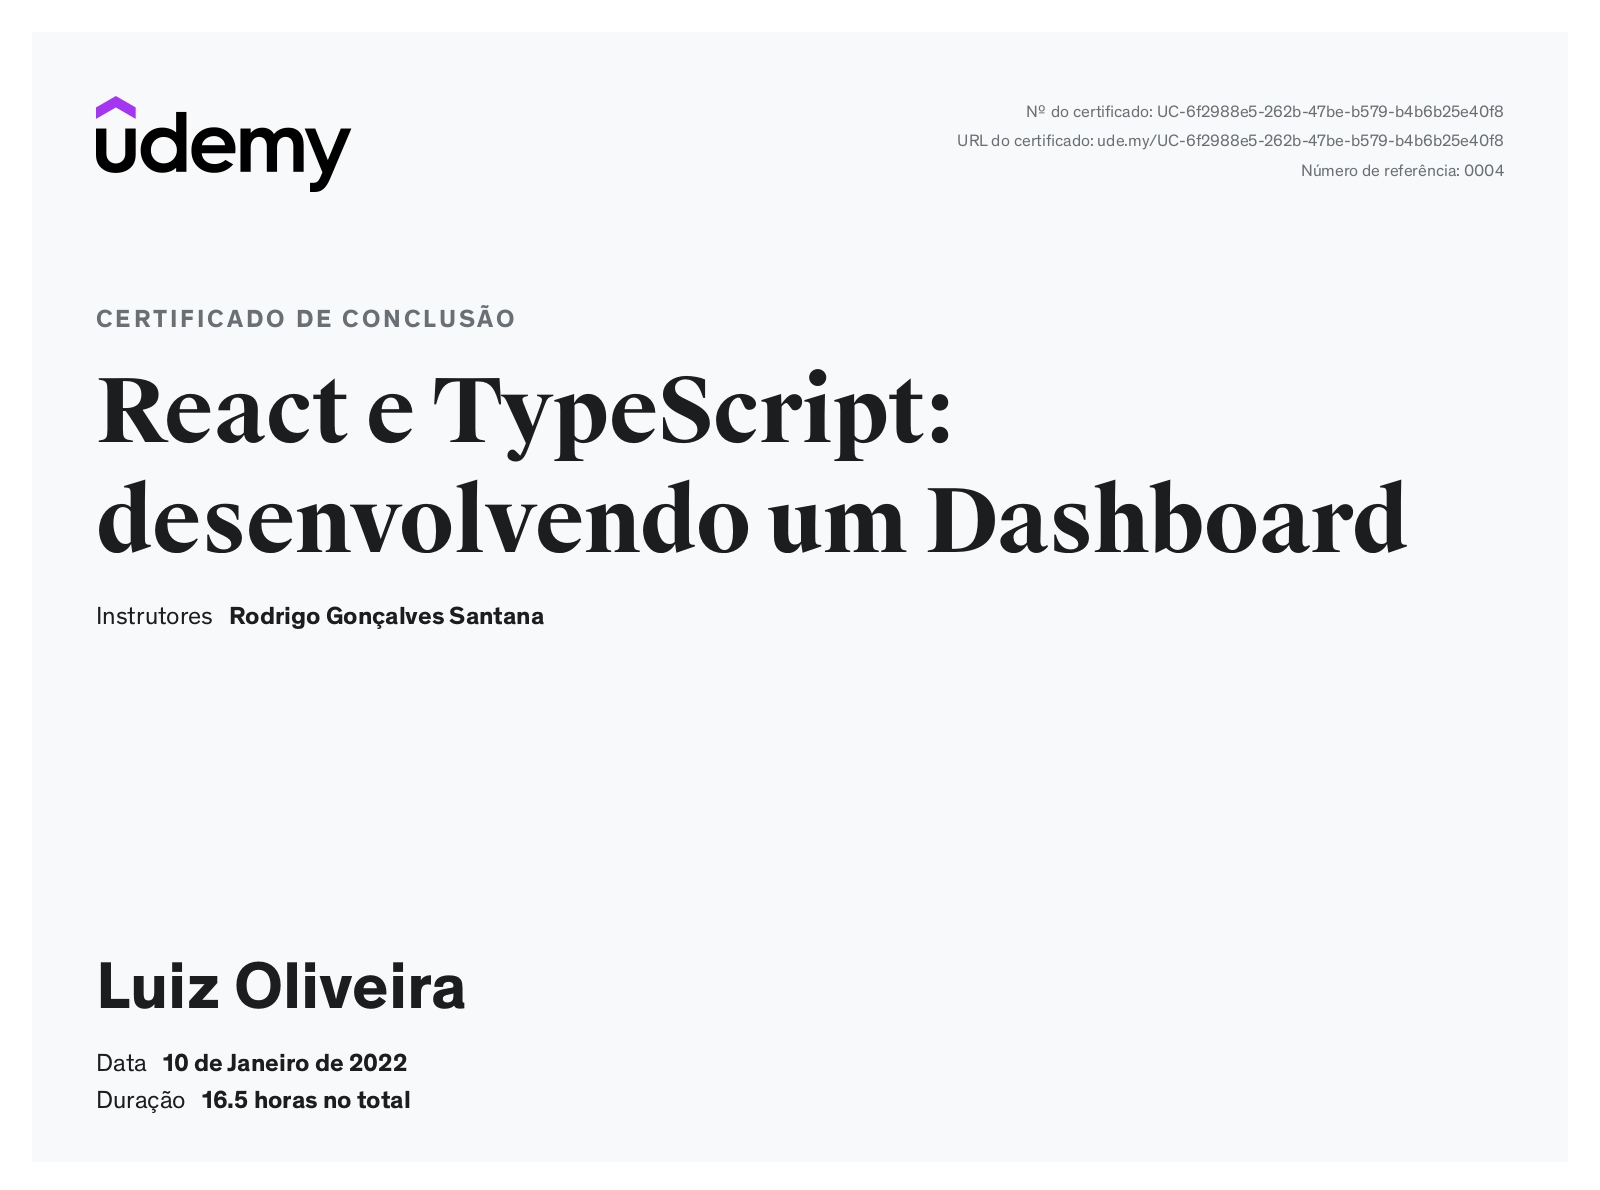 udemy
Nº do certificado: UC-6f2988e5-262b-47be-b579-b4b6b25e40f8
URL do certificado: ude.my/UC-6f2988e5-262b-47be-b579-b4b6b25e40f8
Número de referência: 0004
CERTIFICADO DE CONCLUSÃO
React e TypeScript:
desenvolvendo um Dashboard
Instrutores Rodrigo Gonçalves Santana
Luiz Oliveira
Data 10 de Janeiro de 2022
Duração 16.5 horas no total